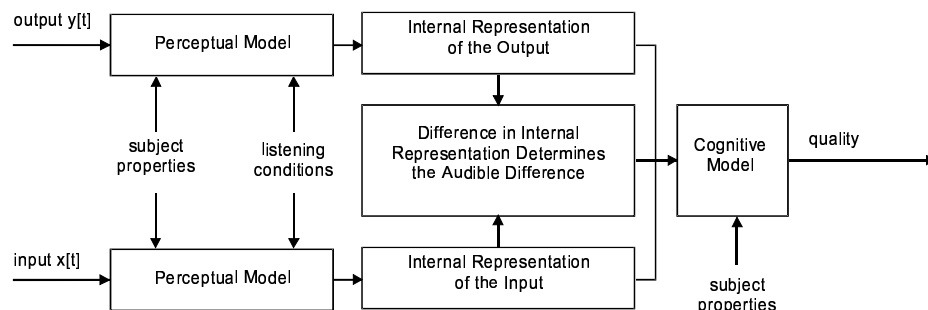 output y[t]
Perceptual Model
Internal Representation
of the Output
subject
properties
listening
conditions
Difference in Internal
Representation Determines
the Audible Difference
Cognitive
Model
quality
input x[t]
Perceptual Model
Internal Representation
of the Input
subject
properties